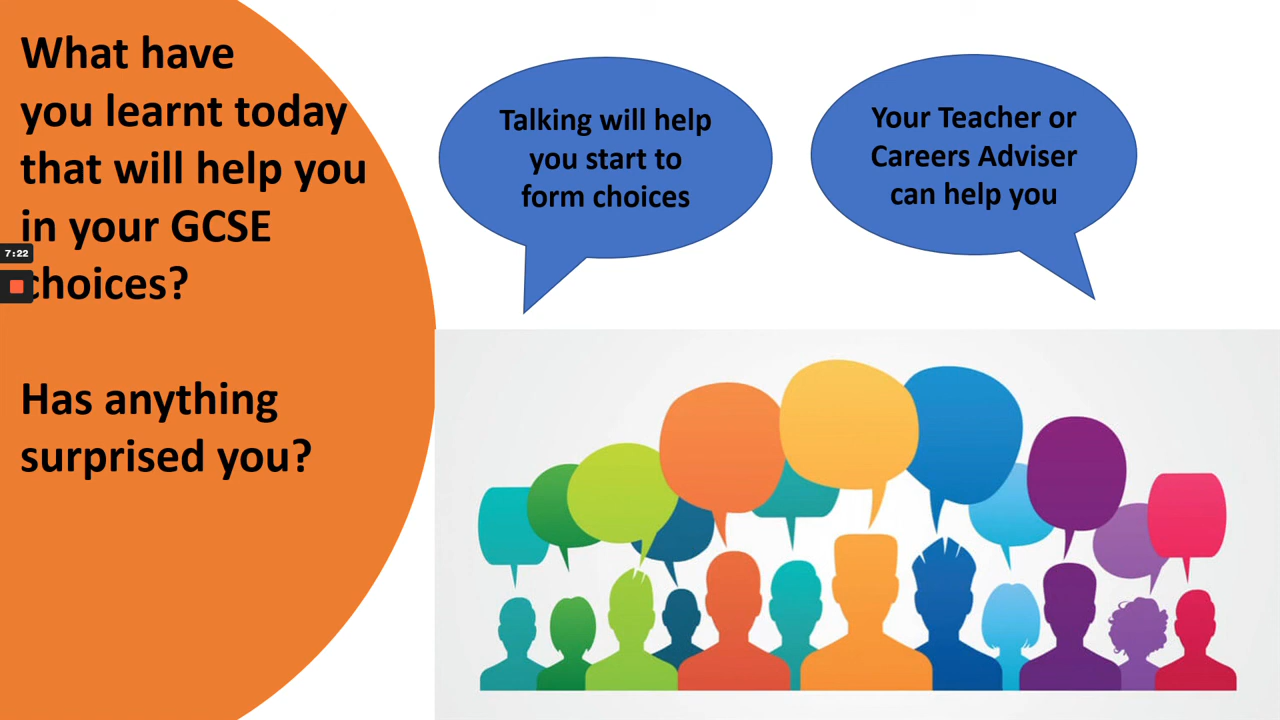 What have
you learnt today
that will help you
in your GCSE
7:22
choices?
Has anything
surprised you?
Talking will help
you start to
form choices
Your Teacher or
Careers Adviser
can help you